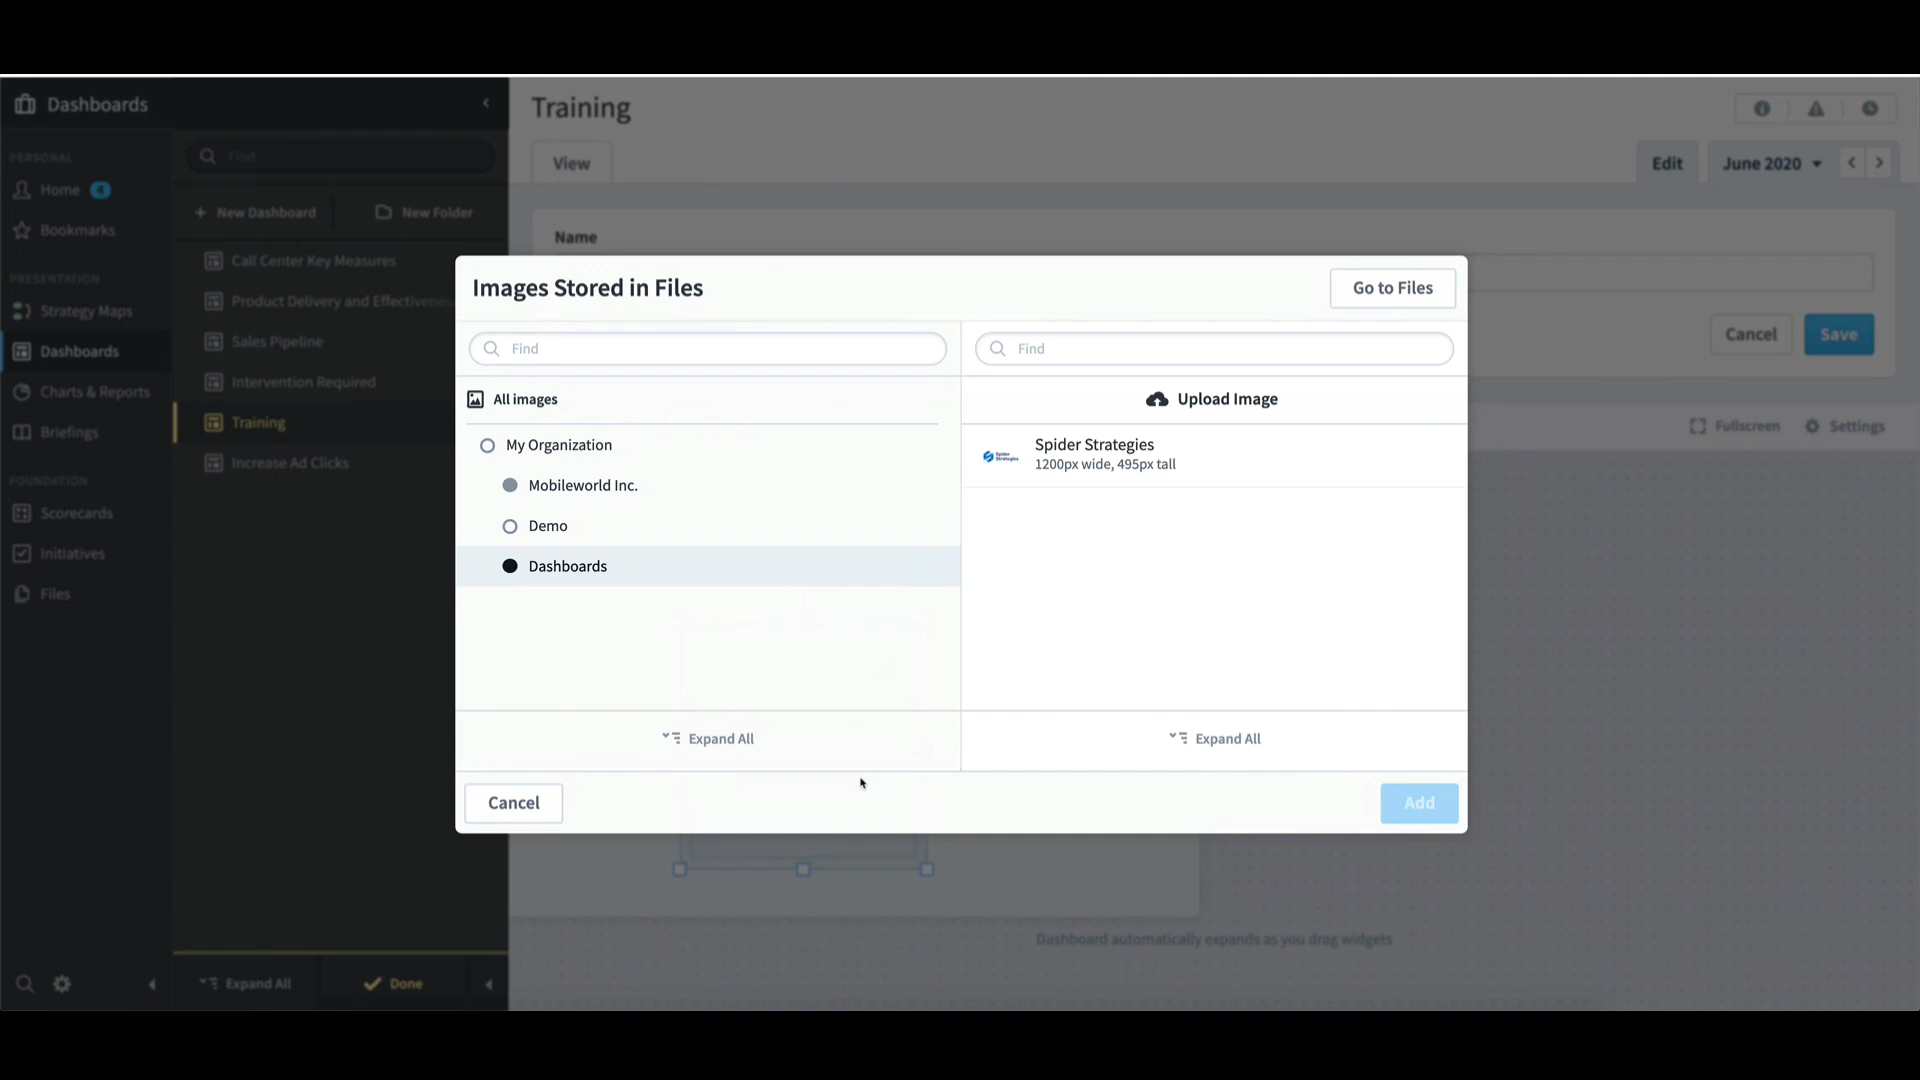 Dashboards
PERSONAL
Home 4
Bookmarks
PRESENTATION
Strategy Maps
Dashboards
Charts & Reports
Briefings
FOUNDATION
Scorecards
Initiatives
Files
Find
New Dashboard
New Folder
Call Center Key Measures
Product Delivery and Effectivenes
Sales Pipeline
Intervention Required
Training
Increase Ad Clicks
Expand All
Done
Training
View
Edit
June 2020
Name
Cancel
Save
Fullscreen
Settings
Images Stored in Files
Go to Files
Find
Find
All images
My Organization
Mobileworld Inc.
Demo
Dashboards
Upload Image
Spider Strategies
Spider Strategies
1200px wide, 495px tall
Expand All
Expand All
Cancel
Add
Dashboard automatically expands as you drag widgets